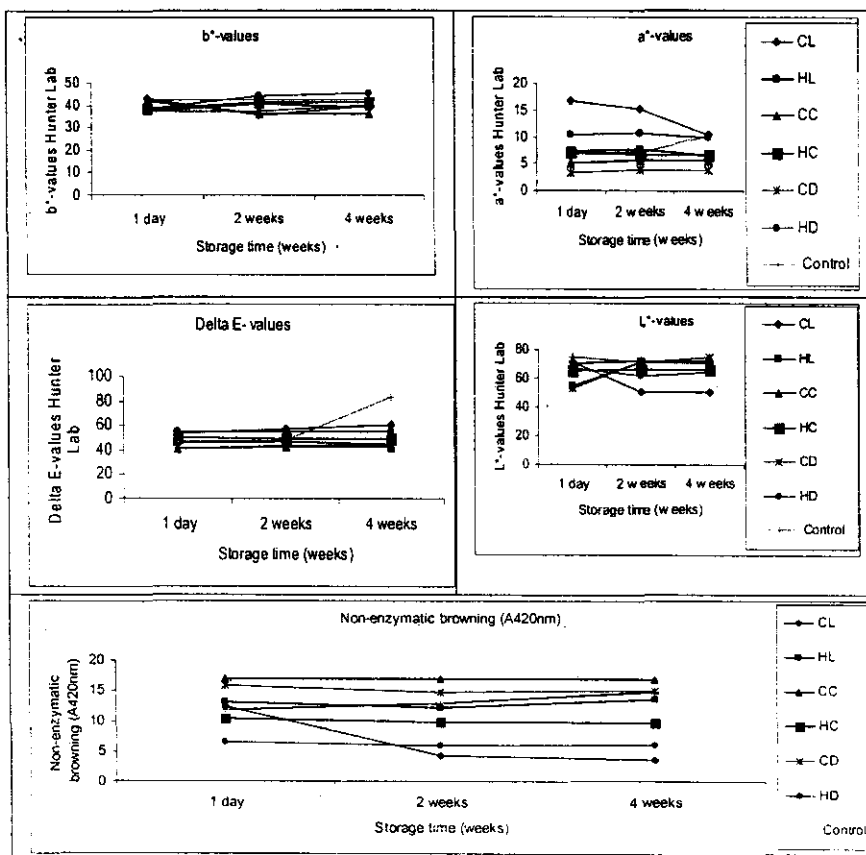 b*-values
b*-values Hunter Lab
50
40
30
20
10
0
1 day
2 weeks
4 weeks
Storage time (weeks)
a*-values
a*-values Hunter Lab
20
15
10
5
0
1 day
2 weeks
4 weeks
Storage time (weeks)
CL
HL
CC
HC
CD
HD
Control
Delta E- values
Delta E-values Hunter
Lab
100
80
60
40
20
0
1 day
2 weeks
4 weeks
Storage time (weeks)
L*-values
L*-values Hunter Lab
80
60
40
20
0
1 day
2 weeks
4 weeks
Storage time (weeks)
CL
HL
CC
HC
CD
HD
Control
Non-enzymatic browning (A420nm)
Non-enzymatic
browning (A420nm)
20
15
10
5
0
1 day
2 weeks
4 weeks
Storage time (weeks)
CL
HL
CC
HC
CD
HD
Control